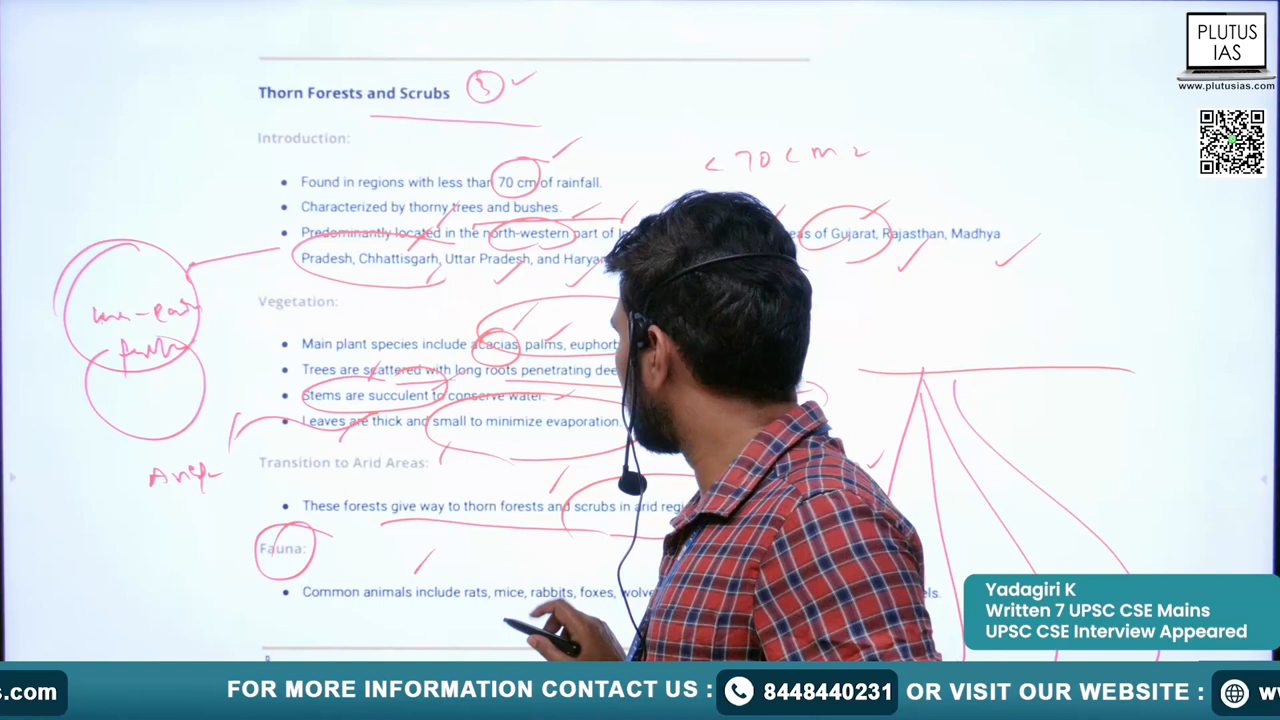 PLUTUS
IAS
www.plutusias.com
Thorn Forests and Scrubs 3
Introduction:
< 70 cm
• Found in regions with less than 70 cm of rainfall.
• Characterized by thorny trees and bushes.
• Predominantly located in the north-western part of eas of Gujarat, Rajasthan, Madhya
Pradesh, Chhattisgarh, Uttar Pradesh, and Harya
Vegetation:
• Main plant species include acacias, palms, euphorb
• Trees are scattered with long roots penetrating dee
• Stems are succulent to conserve water.
• Leaves are thick and small to minimize evaporation.
Transition to Arid Areas:
• These forests give way to thorn forests and scrubs in arid regi
Fauna:
• Common animals include rats, mice, rabbits, foxes, wolve els.
Yadagiri K
Written 7 UPSC CSE Mains
UPSC CSE Interview Appeared
s.com FOR MORE INFORMATION CONTACT US : 8448440231 OR VISIT OUR WEBSITE : w